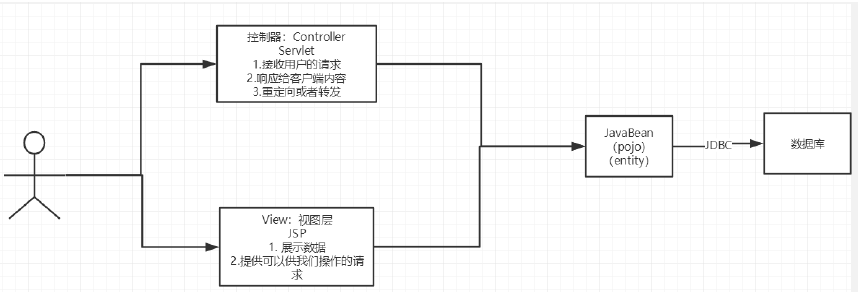 控制器：Controller
Servlet
1.接收用户的请求
2.响应给客户端内容
3.重定向或者转发
JavaBean
(pojo)
(entity)
JDBC
数据库
View：视图层
JSP
1. 展示数据
2.提供可以供我们操作的请
求